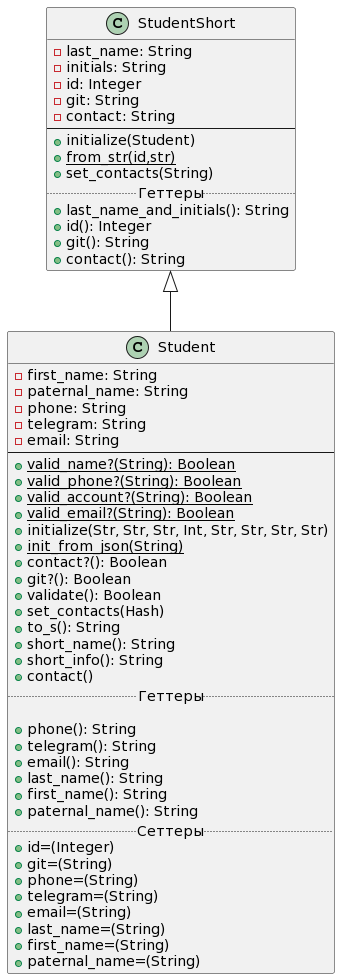 C StudentShort
last_name: String
initials: String
id: Integer
git: String
contact: String
initialize(Student)
from_str(id,str)
set_contacts(String)
Геттеры
last_name_and_initials(): String
id(): Integer
git(): String
contact(): String
C Student
first_name: String
paternal_name: String
phone: String
telegram: String
email: String
valid_name?(String): Boolean
valid_phone?(String): Boolean
valid_account?(String): Boolean
valid_email?(String): Boolean
initialize(Str, Str, Str, Int, Str, Str, Str, Str)
init_from_json(String)
contact?(): Boolean
git?(): Boolean
validate(): Boolean
set_contacts(Hash)
to_s(): String
short_name(): String
short_info(): String
contact()
Геттеры
phone(): String
telegram(): String
email(): String
last_name(): String
first_name(): String
paternal_name(): String
Сеттеры
id=(Integer)
git=(String)
phone=(String)
telegram=(String)
email=(String)
last_name=(String)
first_name=(String)
paternal_name=(String)